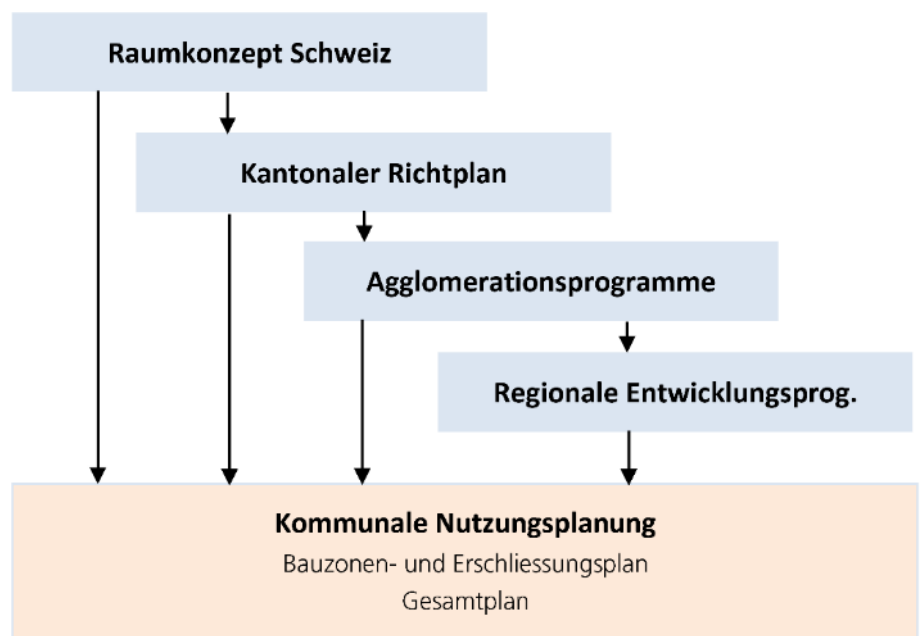 Raumkonzept Schweiz
Kantonaler Richtplan
Agglomerationsprogramme
Regionale Entwicklungsprog.
Kommunale Nutzungsplanung
Bauzonen- und Erschliessungsplan
Gesamtplan